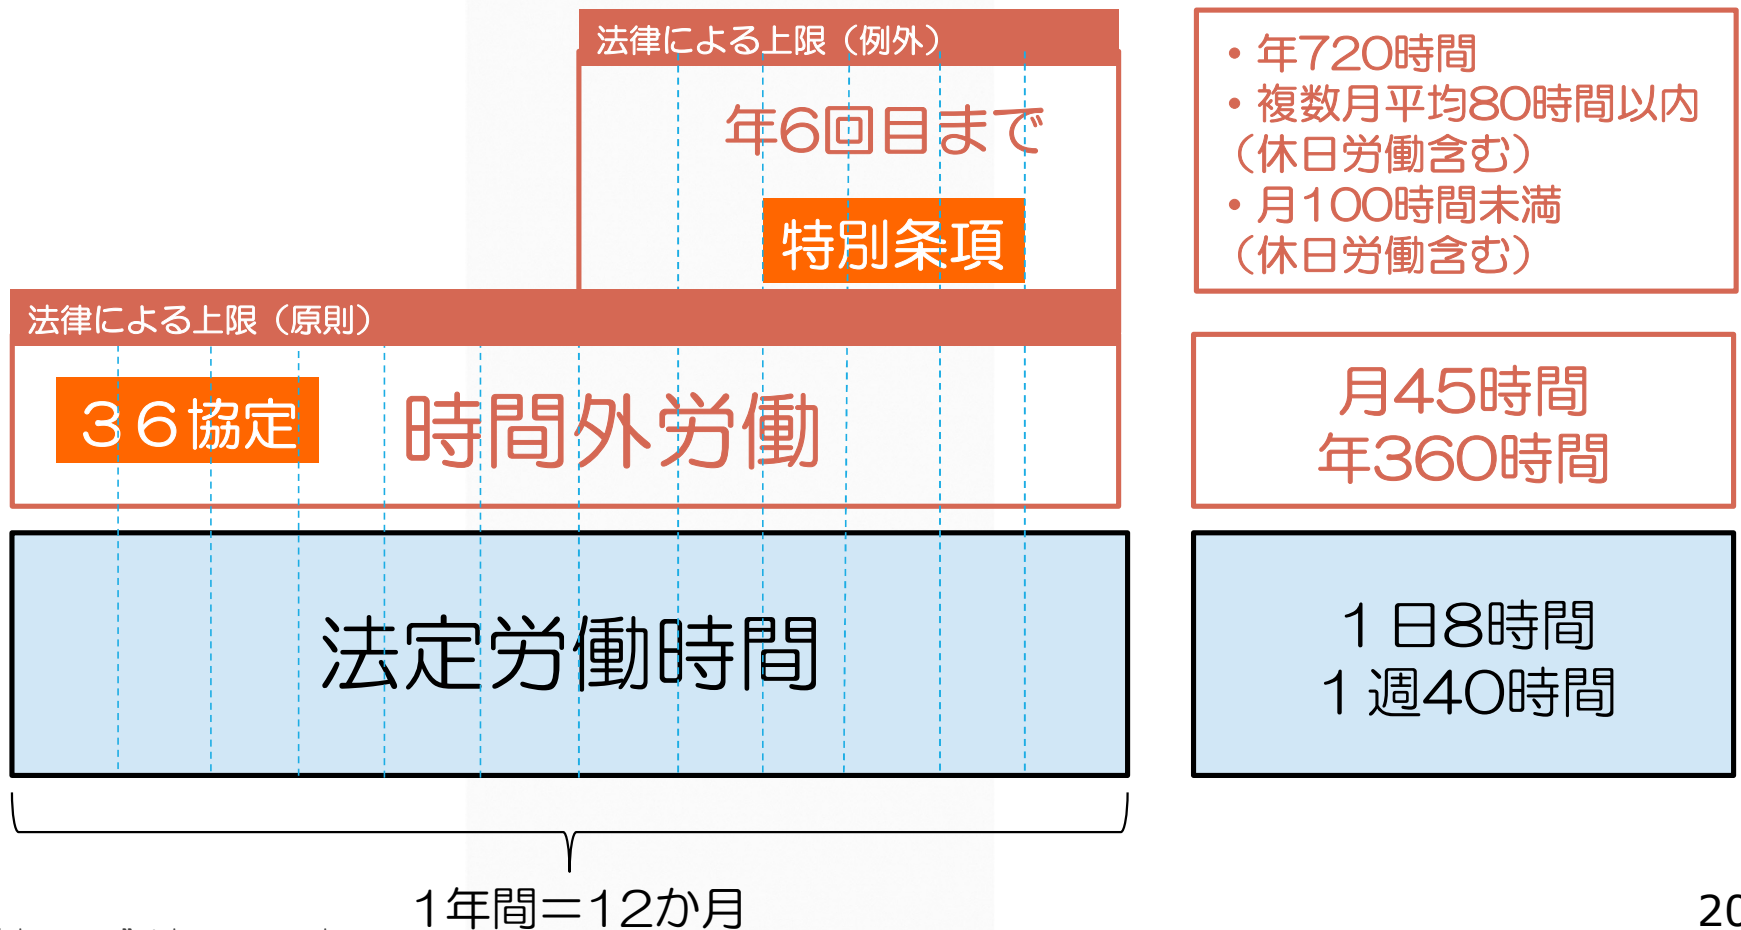 法律による上限（例外）
年6回目まで
特別条項
・年720時間
・複数月平均80時間以内
（休日労働含む）
・月100時間未満
（休日労働含む）
法律による上限（原則）
３６協定
時間外労働
月45時間
年360時間
法定労働時間
１日8時間
１週40時間
1年間＝12か月